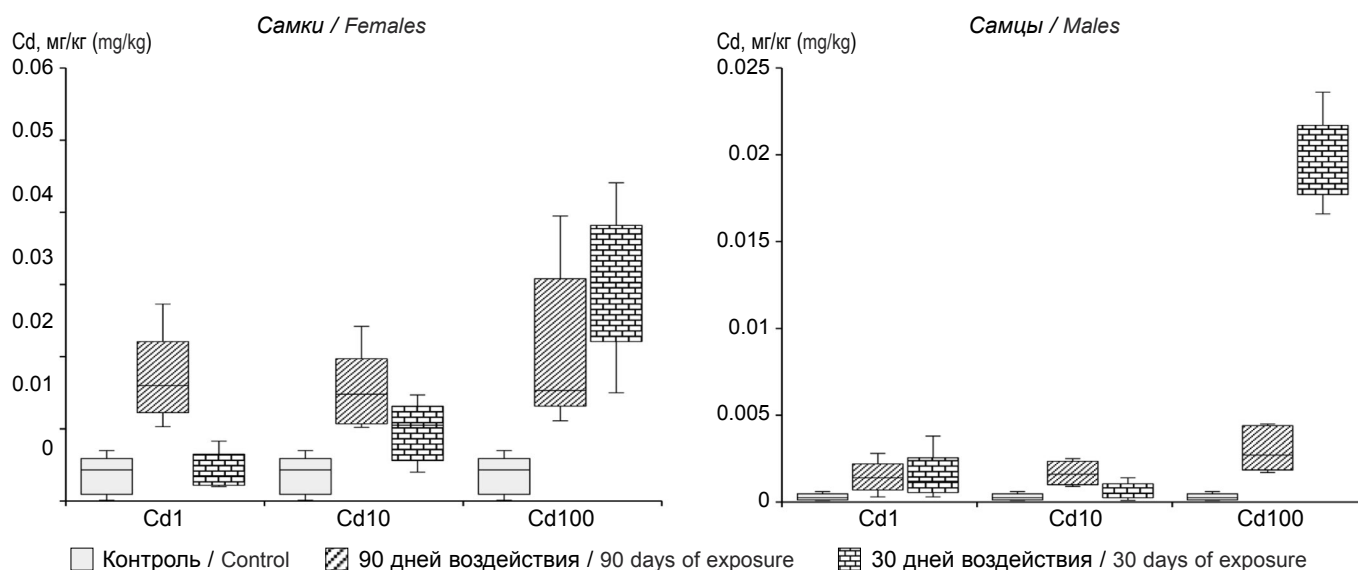 Самки / Females
Cd, мг/кг (mg/kg)
0.06
0.05
0.04
0.03
0.02
0.01
0
Cd1
Cd10
Cd100
Самцы / Males
Cd, мг/кг (mg/kg)
0.025
0.02
0.015
0.01
0.005
0
Cd1
Cd10
Cd100
Контроль / Control
90 дней воздействия / 90 days of exposure
30 дней воздействия / 30 days of exposure